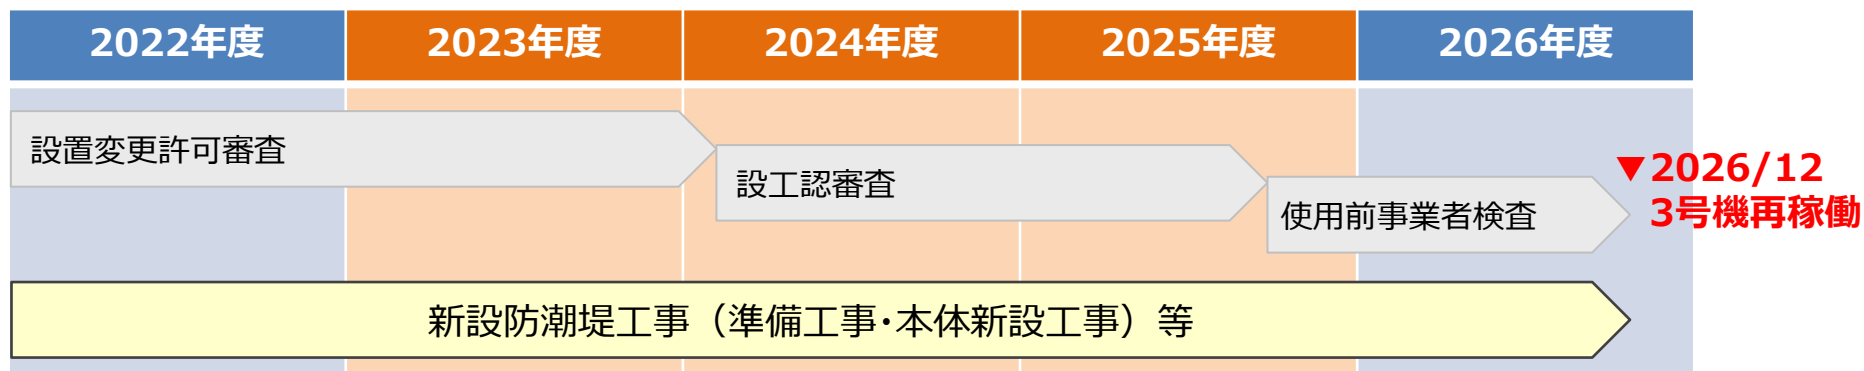 2022年度
2023年度
2024年度
2025年度
2026年度
設置変更許可審査
設工認審査
使用前事業者検査
▼2026/12
3号機再稼働
新設防潮堤工事（準備工事・本体新設工事）等